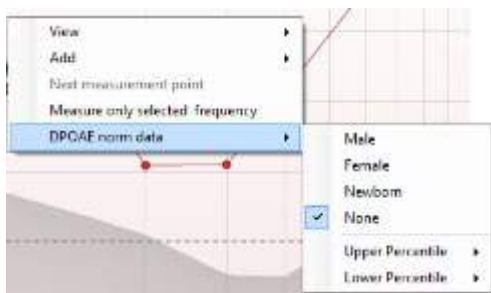 View
Add
Next measurement point
Measure only selected frequency
DPOAE norm data
Male
Female
Newborn
None
Upper Percentile
Lower Percentile